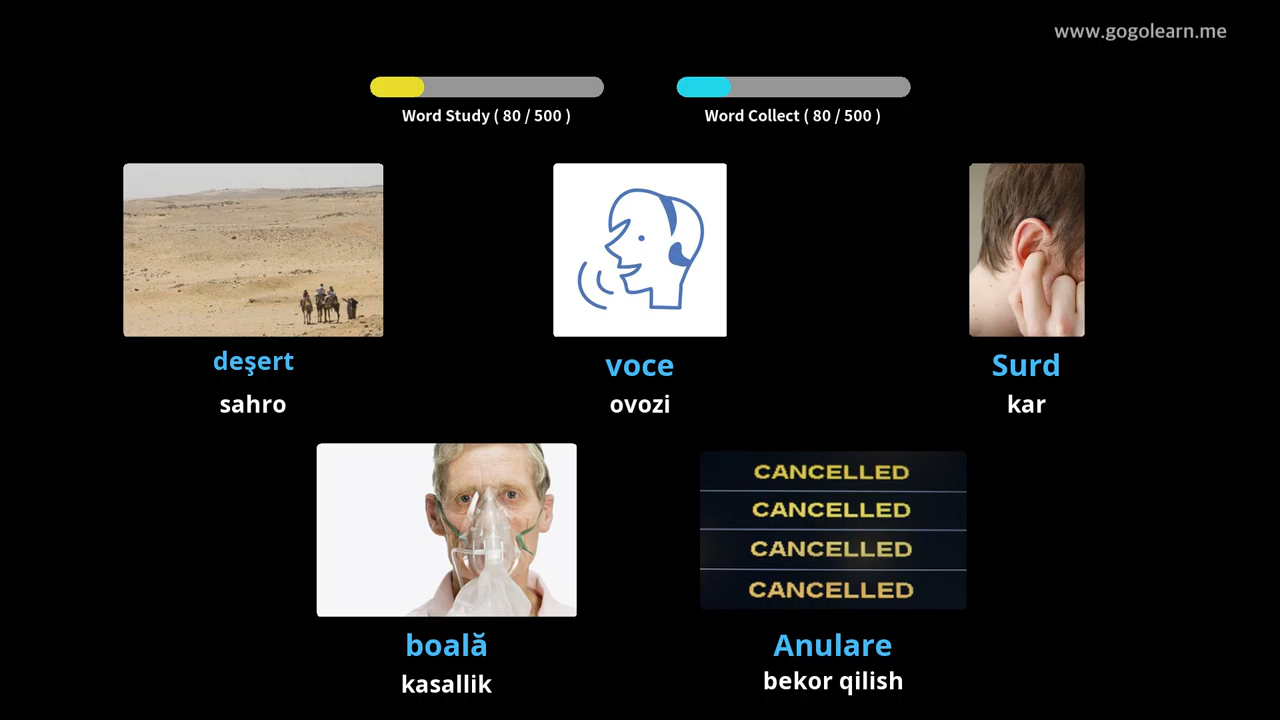 www.gogolearn.me
Word Study ( 80 / 500 )
Word Collect ( 80 / 500 )
deşert
voce
Surd
sahro
ovozi
kar
CANCELLED
CANCELLED
CANCELLED
CANCELLED
boală
Anulare
kasallik
bekor qilish